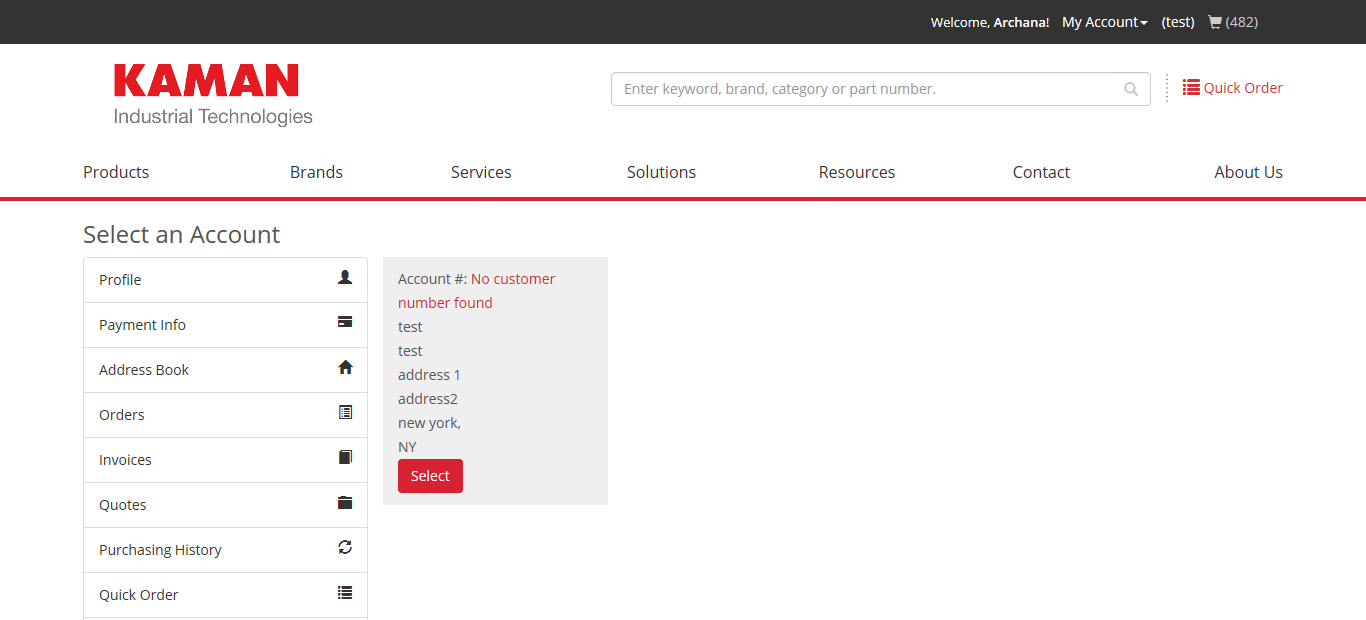 Welcome, Archana! My Account (test) (482)
KAMAN
Industrial Technologies
Enter keyword, brand, category or part number.
Quick Order
Products Brands Services Solutions Resources Contact About Us
Select an Account
Profile
Payment Info
Address Book
Orders
Invoices
Quotes
Purchasing History
Quick Order
Account #: No customer
number found
test
test
address 1
address2
new york,
NY
Select